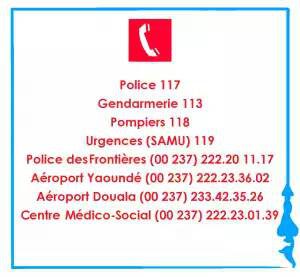 Police 117
Gendarmerie 113
Pompiers 118
Urgences (SAMU) 119
Police desFrontières (00 237) 222.20 11.17
Aéroport Yaoundé (00 237) 222.23.36.02
Aéroport Douala (00 237) 233.42.35.26
Centre Médico-Social (00 237) 222.23.01.39